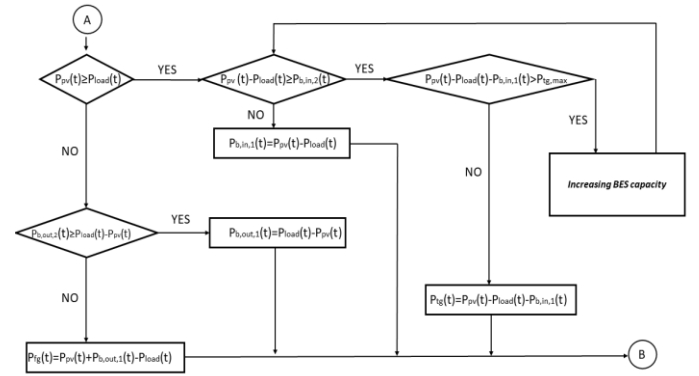 A
Ppv(t)≥Pload(t)
YES
Ppv (t)-Pload(t)≥Pb,in,2(t)
YES
Ppv(t)-Pload(t)-Pb,in,1(t)>Ptg,max
NO
YES
Pb,in,1(t)=Ppv(t)-Pload(t)
NO
NO
Increasing BES capacity
Pb,out,2(t)≥Pload(t)-Ppv(t)
YES
Pb,out,1(t)=Pload(t)-Ppv(t)
NO
Ptg(t)=Ppv(t)-Pload(t)-Pb,in,1(t)
Pfg(t)=Ppv(t)+Pb,out,1(t)-Pload(t)
B